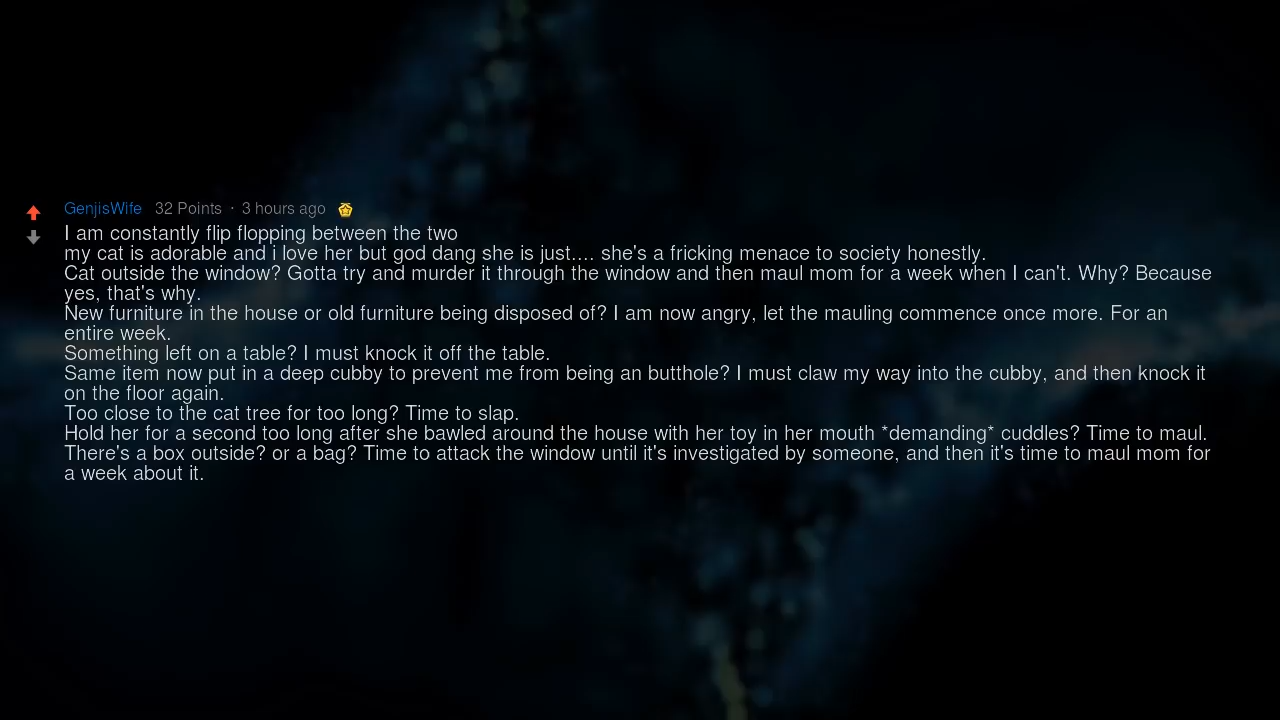 GenjisWife 32 Points · 3 hours ago
I am constantly flip flopping between the two
my cat is adorable and i love her but god dang she is just.... she's a fricking menace to society honestly.
Cat outside the window? Gotta try and murder it through the window and then maul mom for a week when I can't. Why? Because
yes, that's why.
New furniture in the house or old furniture being disposed of? I am now angry, let the mauling commence once more. For an
entire week.
Something left on a table? I must knock it off the table.
Same item now put in a deep cubby to prevent me from being an butthole? I must claw my way into the cubby, and then knock it
on the floor again.
Too close to the cat tree for too long? Time to slap.
Hold her for a second too long after she bawled around the house with her toy in her mouth *demanding* cuddles? Time to maul.
There's a box outside? or a bag? Time to attack the window until it's investigated by someone, and then it's time to maul mom for
a week about it.